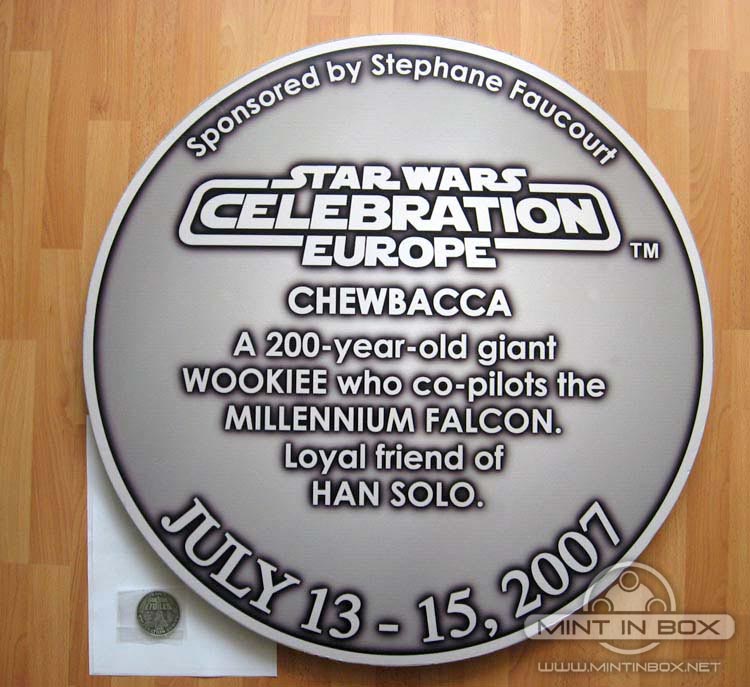 Sponsored by Stephane Faucourt
STAR WARS
CELEBRATION
EUROPE
TM
CHEWBACCA
A 200-year-old giant
WOOKIEE who co-pilots the
MILLENNIUM FALCON.
Loyal friend of
HAN SOLO.
JULY 13 - 15, 2007
MINT IN BOX
WWW.MINTINBOX.NET